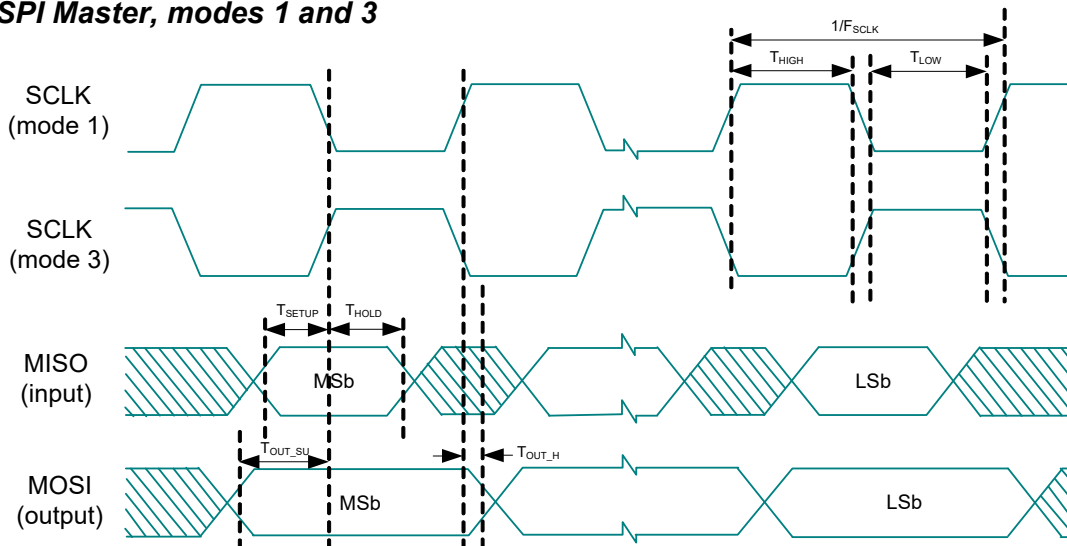 SPI Master, modes 1 and 3
1/FSCLK
THIGH
TLOW
SCLK
(mode 1)
SCLK
(mode 3)
TSETUP
THOLD
MISO
(input)
MSb
LSb
TOUT_SU
TOUT_H
MOSI
(output)
MSb
LSb